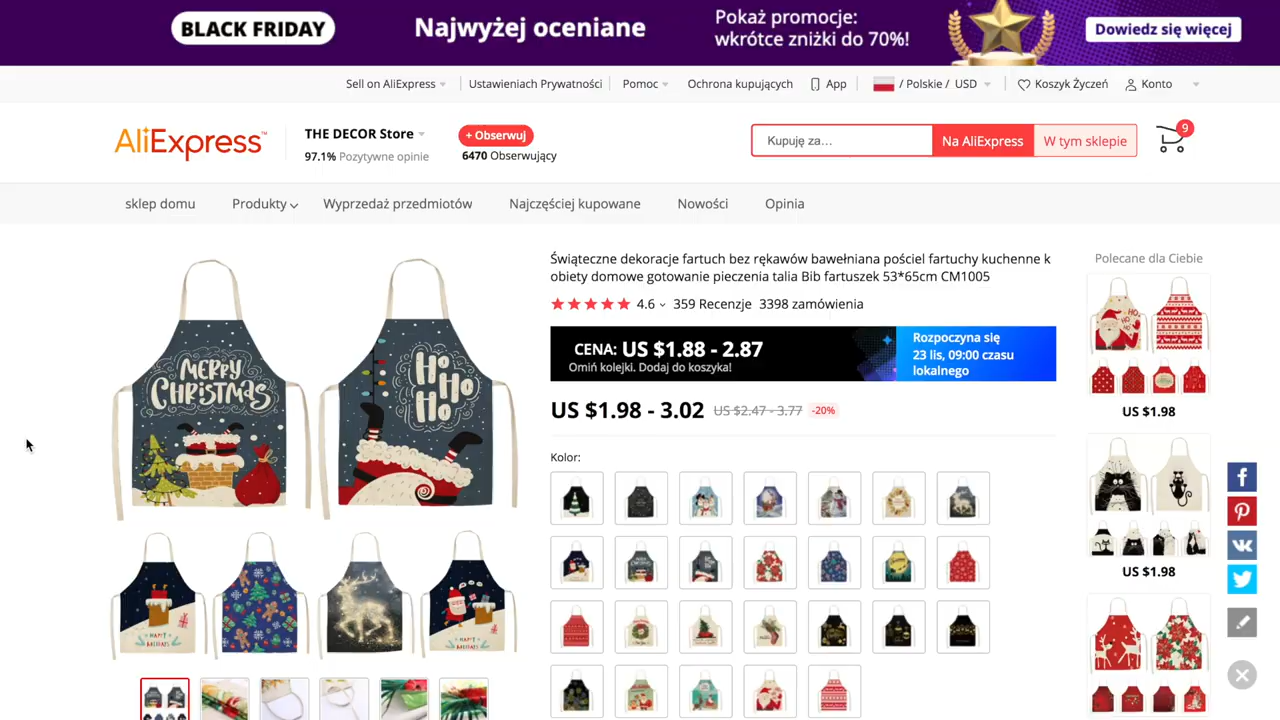 BLACK FRIDAY
Najwyżej oceniane
Pokaż promocje:
wkrótce zniżki do 70%!
Dowiedz się więcej
Sell on AliExpress
Ustawieniach Prywatności
Pomoc
Ochrona kupujących
App
/ Polskie / USD
Koszyk Życzeń
Konto
AliExpress™
THE DECOR Store
97.1% Pozytywne opinie
+ Obserwuj
6470 Obserwujący
Kupuję za...
Na AliExpress
W tym sklepie
9
sklep domu
Produkty
Wyprzedaż przedmiotów
Najczęściej kupowane
Nowości
Opinia
Świąteczne dekoracje fartuch bez rękawów bawełniana pościel fartuchy kuchenne k
obiety domowe gotowanie pieczenia talia Bib fartuszek 53*65cm CM1005
4.6
359 Recenzje
3398 zamówienia
CENA: US $1.88 - 2.87
Omiń kolejki. Dodaj do koszyka!
Rozpoczyna się
23 lis, 09:00 czasu
lokalnego
US $1.98 - 3.02
US $2.47 - 3.77
-20%
Kolor:
MERRY
CHRISTMAS
Ho
Ho
Ho
HAPPY
HOLIDAYS
HAPPY
HOLIDAYS
Polecane dla Ciebie
US $1.98
US $1.98